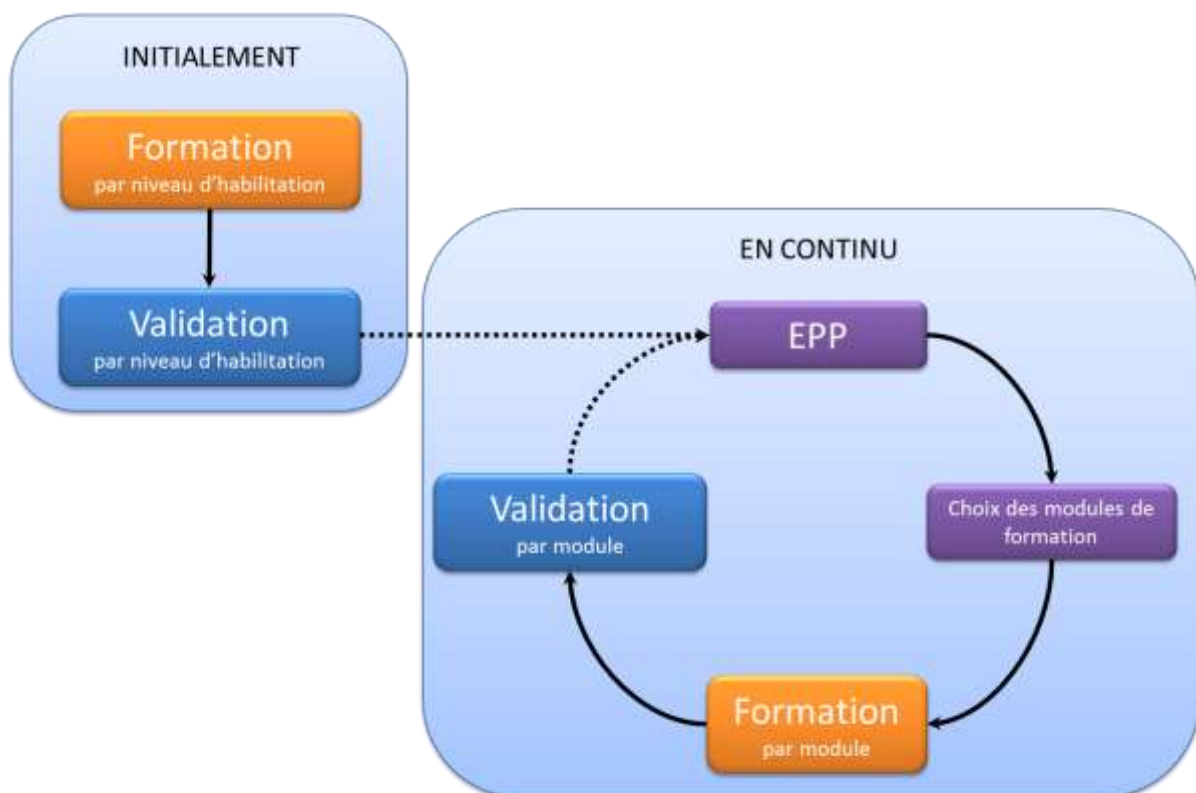 INITIALEMENT
Formation
par niveau d'habilitation
Validation
par niveau d'habilitation
EN CONTINU
EPP
Choix des modules de
formation
Formation
par module
Validation
par module